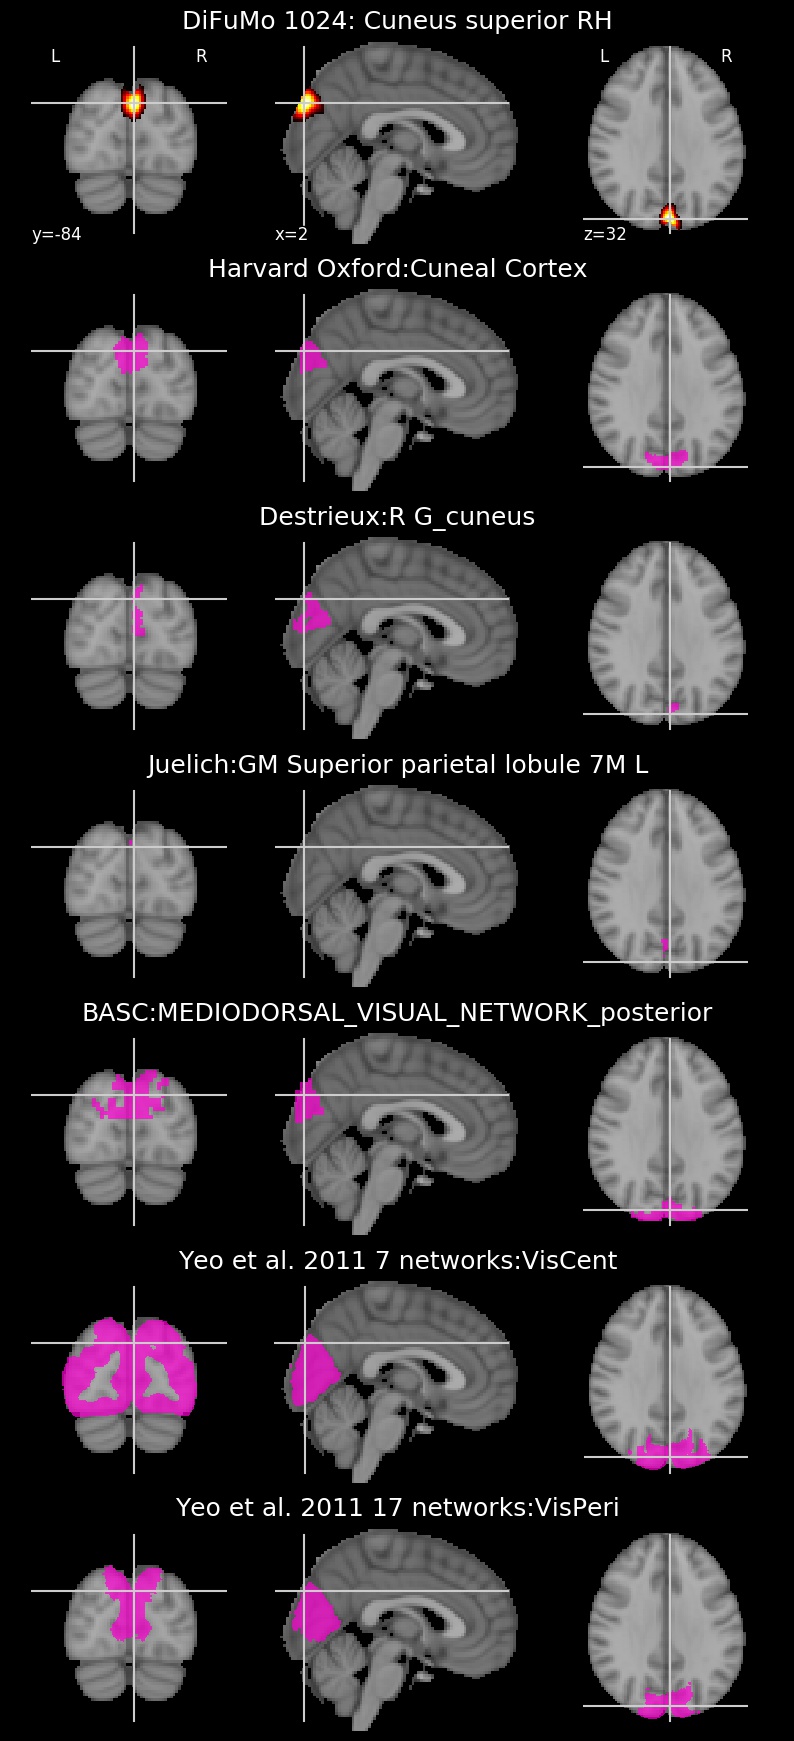 DiFuMo 1024: Cuneus superior RH
L R L R
y=-84 x=2 z=32
Harvard Oxford:Cuneal Cortex
Destrieux:R G_cuneus
Juelich:GM Superior parietal lobule 7M L
BASC:MEDIODORSAL_VISUAL_NETWORK_posterior
Yeo et al. 2011 7 networks:VisCent
Yeo et al. 2011 17 networks:VisPeri